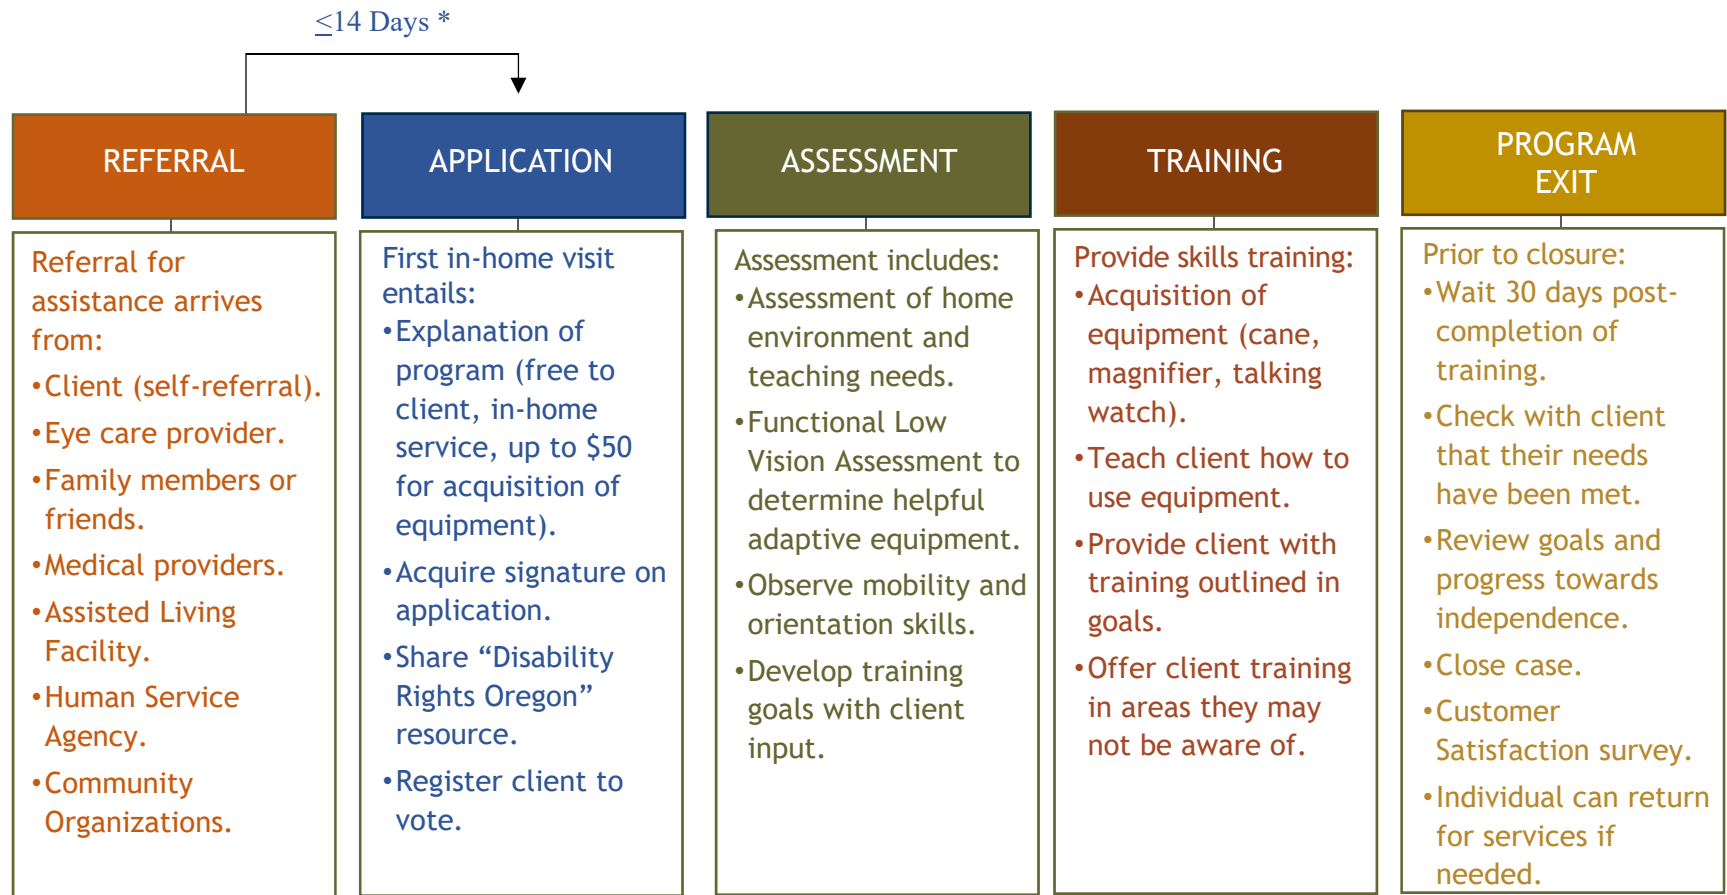 ≤14 Days *
REFERRAL
Referral for
assistance arrives
from:
•Client (self-referral).
•Eye care provider.
•Family members or
friends.
•Medical providers.
•Assisted Living
Facility.
•Human Service
Agency.
•Community
Organizations.
APPLICATION
First in-home visit
entails:
•Explanation of
program (free to
client, in-home
service, up to $50
for acquisition of
equipment).
•Acquire signature on
application.
•Share “Disability
Rights Oregon”
resource.
•Register client to
vote.
ASSESSMENT
Assessment includes:
•Assessment of home
environment and
teaching needs.
•Functional Low
Vision Assessment to
determine helpful
adaptive equipment.
•Observe mobility and
orientation skills.
•Develop training
goals with client
input.
TRAINING
Provide skills training:
•Acquisition of
equipment (cane,
magnifier, talking
watch).
•Teach client how to
use equipment.
•Provide client with
training outlined in
goals.
•Offer client training
in areas they may
not be aware of.
PROGRAM
EXIT
Prior to closure:
•Wait 30 days post-
completion of
training.
•Check with client
that their needs
have been met.
•Review goals and
progress towards
independence.
•Close case.
•Customer
Satisfaction survey.
•Individual can return
for services if
needed.